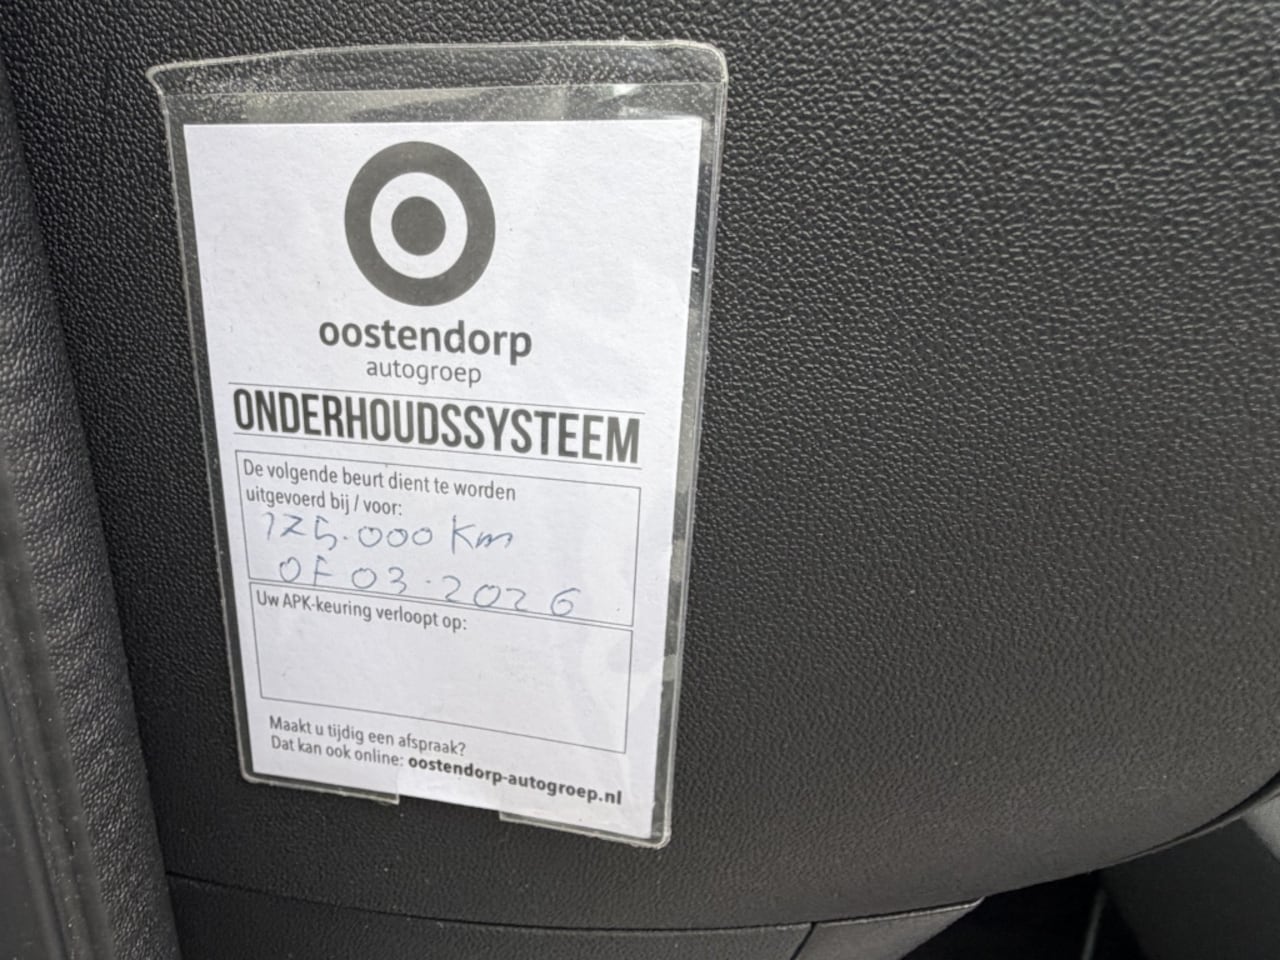 oostendorp
autogroep
ONDERHOUDSSYSTEEM
De volgende beurt dient te worden
uitgevoerd bij / voor:
125.000 Km
OF 03.2026
Uw APK-keuring verloopt op:
Maakt u tijdig een afspraak?
Dat kan ook online: oostendorp-autogroep.nl